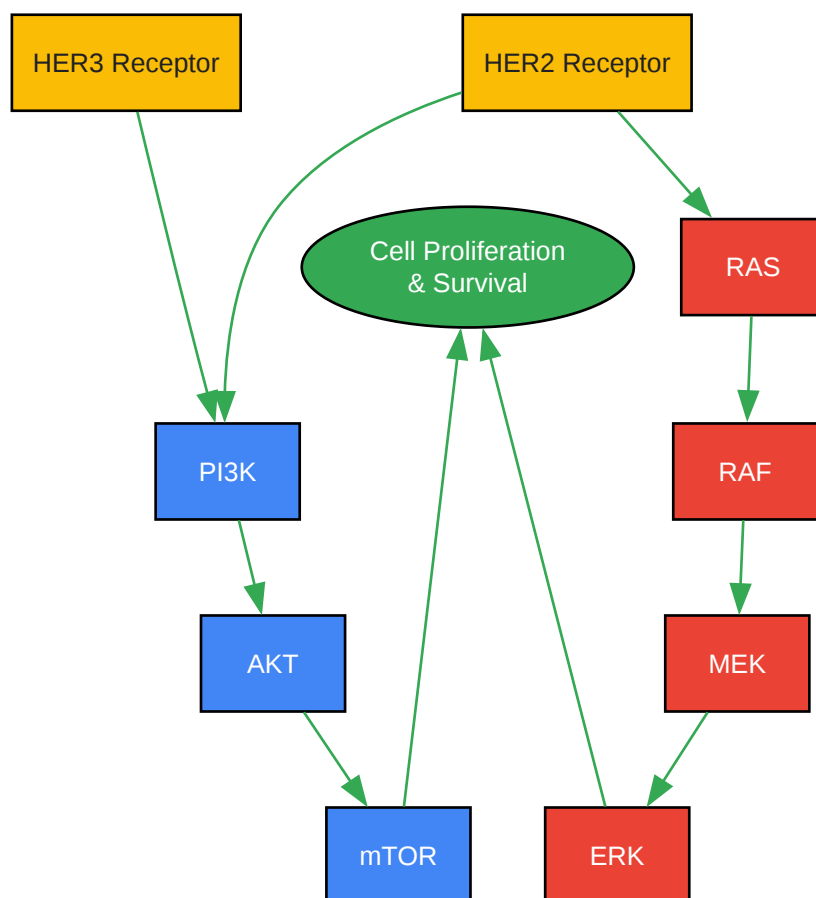 HER3 Receptor
HER2 Receptor
Cell Proliferation
& Survival
RAS
PI3K
RAF
AKT
MEK
mTOR
ERK